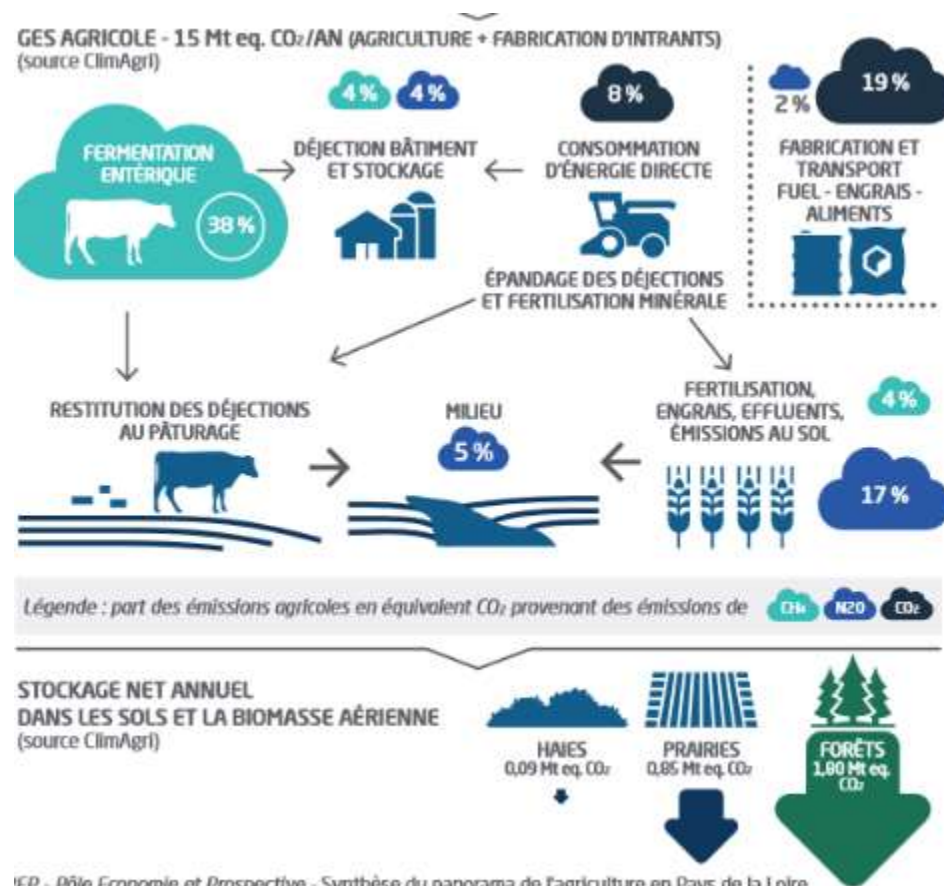 GES AGRICOLE - 15 Mt eq. CO₂/AN (AGRICULTURE + FABRICATION D'INTRANTS)
(source ClimAgri)
4 %
4 %
8 %
2 %
19 %
FERMENTATION
ENTÉRIQUE
38 %
DÉJECTION BÂTIMENT
ET STOCKAGE
CONSOMMATION
D'ÉNERGIE DIRECTE
FABRICATION ET
TRANSPORT
FUEL - ENGRAIS -
ALIMENTS
ÉPANDAGE DES DÉJECTIONS
ET FERTILISATION MINÉRALE
RESTITUTION DES DÉJECTIONS
AU PÂTURAGE
MILIEU
5 %
FERTILISATION,
ENGRAIS, EFFLUENTS,
ÉMISSIONS AU SOL
4 %
17 %
Légende : part des émissions agricoles en équivalent CO₂ provenant des émissions de
CH₄ N2O CO₂
STOCKAGE NET ANNUEL
DANS LES SOLS ET LA BIOMASSE AÉRIENNE
(source ClimAgri)
HAIES
0,09 Mt eq. CO₂
PRAIRIES
0,85 Mt eq. CO₂
FORÊTS
1,80 Mt eq.
CO₂
- Pôle Economie et Prospective - Synthèse du panorama de l'agriculture en Pays de la Loire